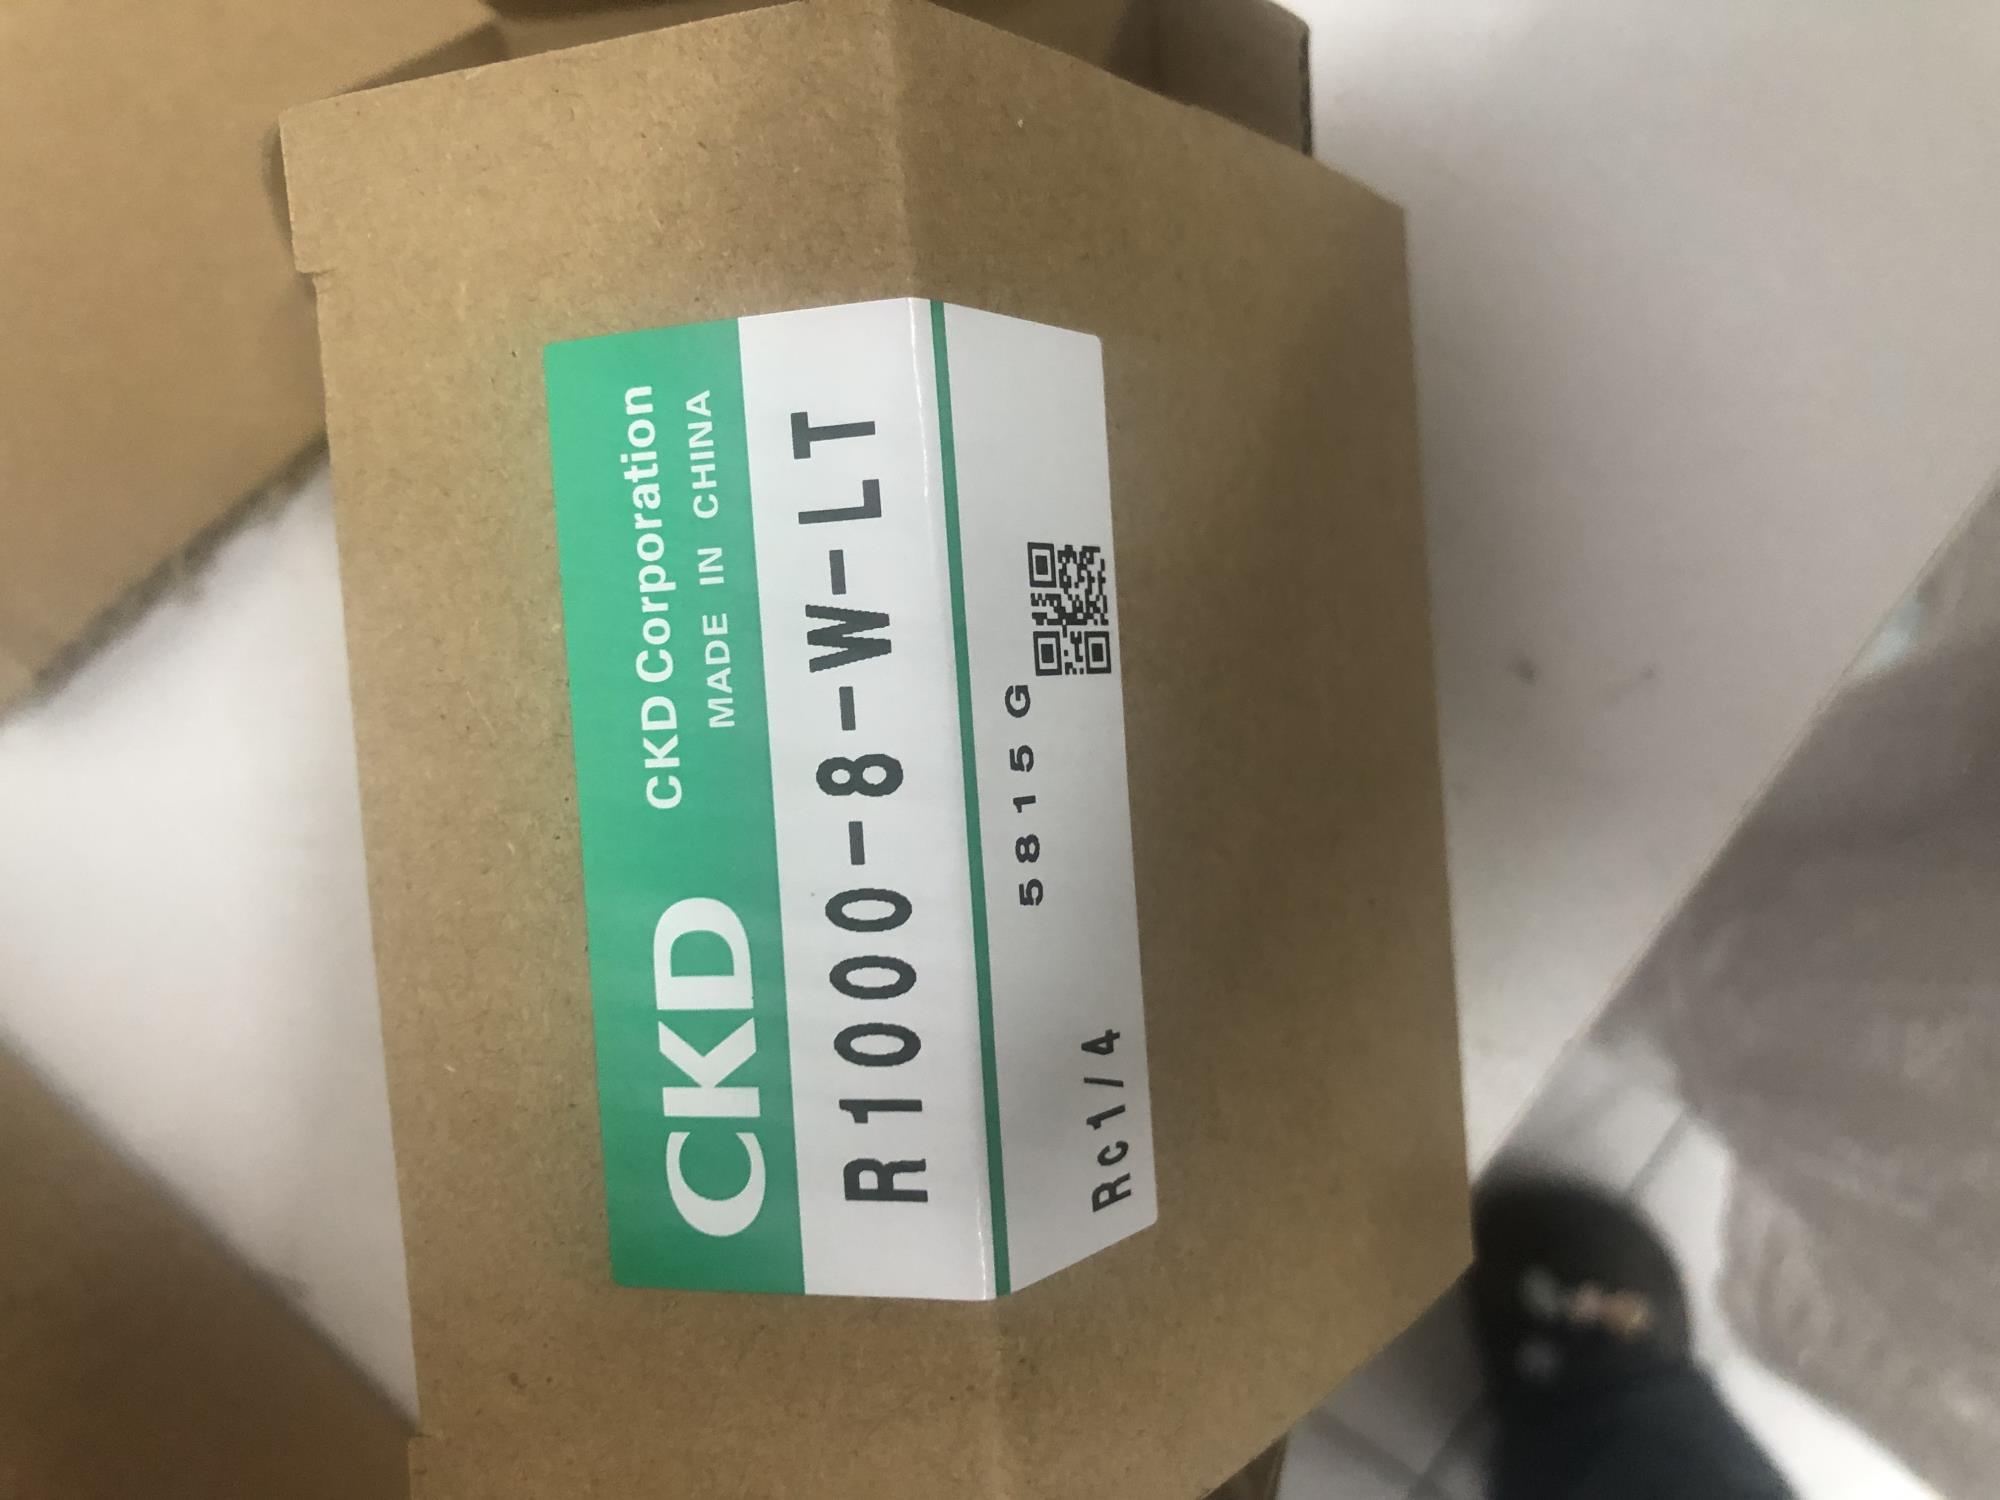 CKD CKD Corporation
MADE IN CHINA
R1000-8-W-LT
5815G
Rc1/4